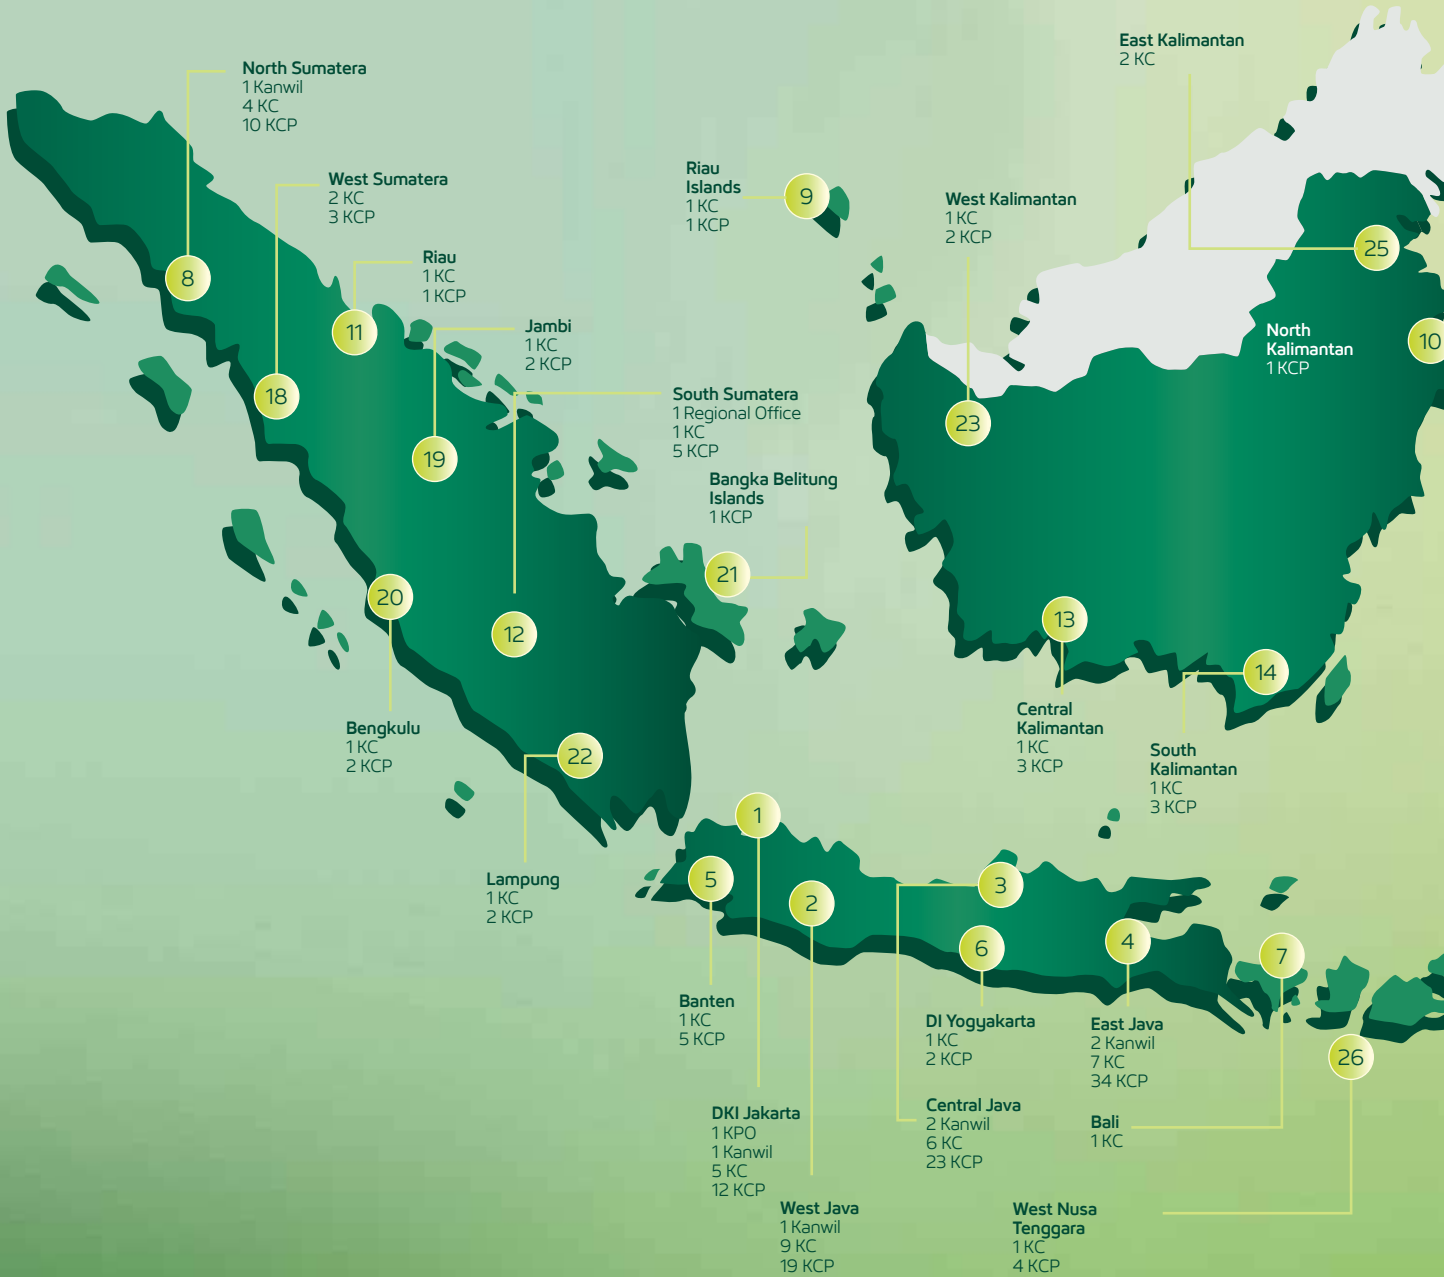 North Sumatera
1 Kanwil
4 KC
10 KCP
East Kalimantan
2 KC
West Sumatera
2 KC
3 KCP
Riau
Islands
1 KC
1 KCP
9
West Kalimantan
1 KC
2 KCP
Riau
1 KC
1 KCP
25
8
Jambi
1 KC
2 KCP
11
North
Kalimantan
1 KCP
10
18
South Sumatera
1 Regional Office
1 KC
5 KCP
23
19
Bangka Belitung
Islands
1 KCP
21
20
12
13
14
Bengkulu
1 KC
2 KCP
Central
Kalimantan
1 KC
3 KCP
South
Kalimantan
1 KC
3 KCP
22
1
Lampung
1 KC
2 KCP
5
2
3
6
4
7
Banten
1 KC
5 KCP
DI Yogyakarta
1 KC
2 KCP
East Java
2 Kanwil
7 KC
34 KCP
26
DKI Jakarta
1 KPO
1 Kanwil
5 KC
12 KCP
Central Java
2 Kanwil
6 KC
23 KCP
Bali
1 KC
West Java
1 Kanwil
9 KC
19 KCP
West Nusa
Tenggara
1 KC
4 KCP